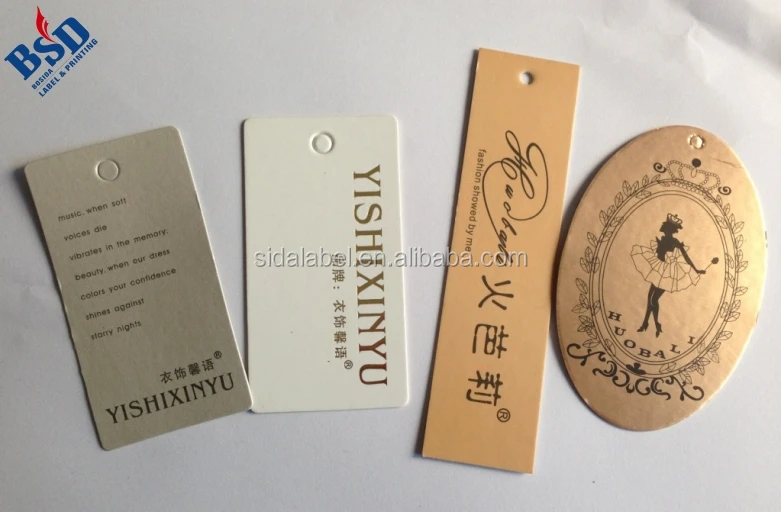 BSD
BOSIDA
LABEL & PRINTING
music, when soft
voices die
vibrates in the memory,
beauty, when our dress
colors your confidence
shines against
starry nights
衣饰馨语®
YISHIXINYU
YISHIXINYU
牌：衣饰馨语®
Huobali
fashion showed by me
火芭莉®
HUOBALI
sidalabel.en.alibaba.com